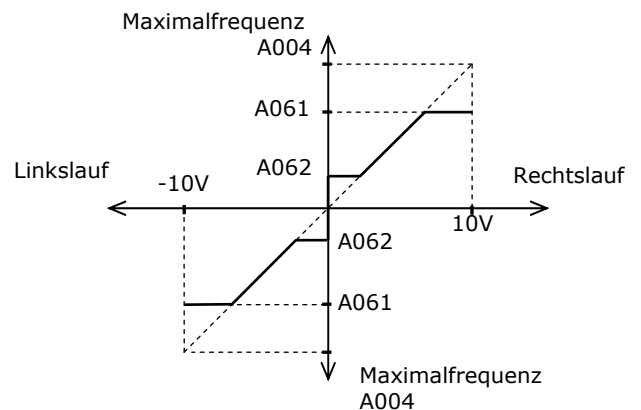 Maximalfrequenz
A004
A061
A062
Linkslauf
-10V
Rechtslauf
10V
A062
A061
Maximalfrequenz
A004